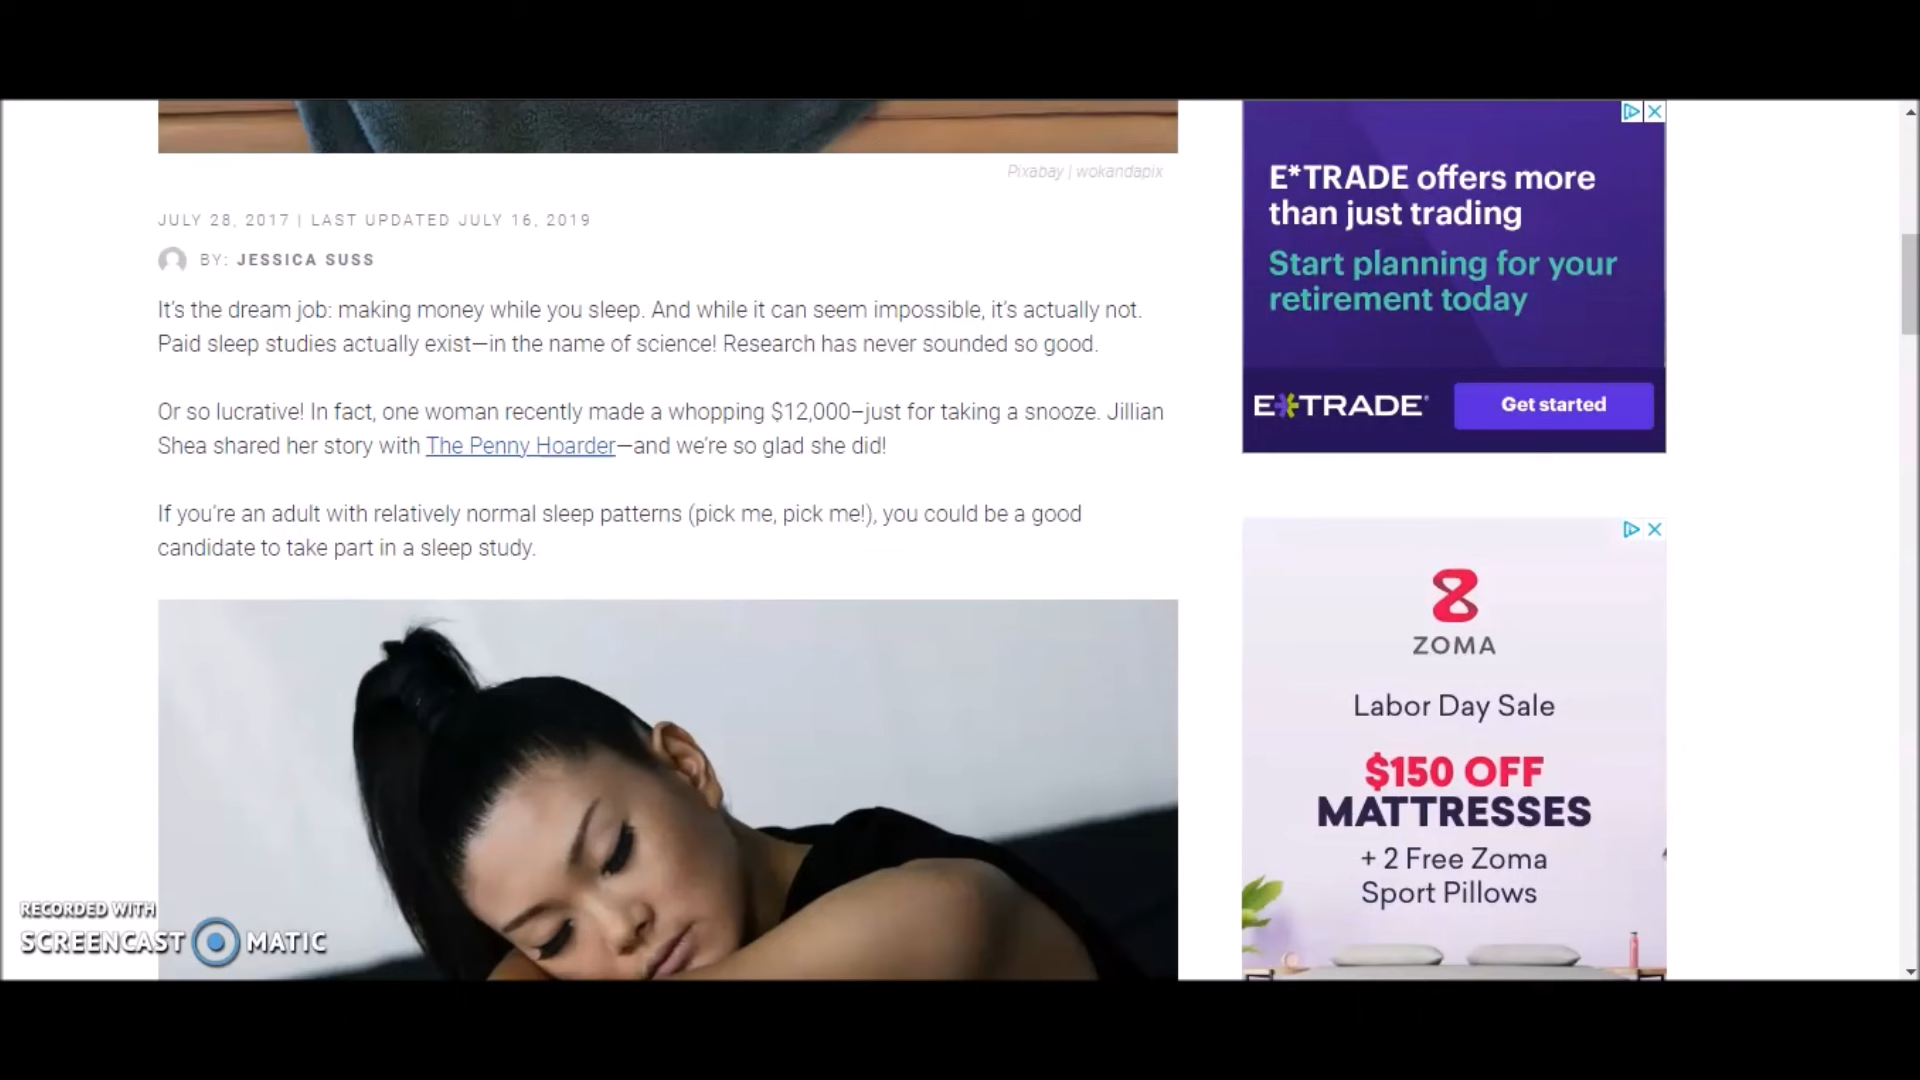 Pixabay | wokandapix
JULY 28, 2017 | LAST UPDATED JULY 16, 2019
BY: JESSICA SUSS
It's the dream job: making money while you sleep. And while it can seem impossible, it's actually not.
Paid sleep studies actually exist—in the name of science! Research has never sounded so good.
Or so lucrative! In fact, one woman recently made a whopping $12,000–just for taking a snooze. Jillian
Shea shared her story with The Penny Hoarder—and we're so glad she did!
If you're an adult with relatively normal sleep patterns (pick me, pick me!), you could be a good
candidate to take part in a sleep study.
E*TRADE offers more
than just trading
Start planning for your
retirement today
E*TRADE®
Get started
ZOMA
Labor Day Sale
$150 OFF
MATTRESSES
+ 2 Free Zoma
Sport Pillows
RECORDED WITH
SCREENCAST MATIC